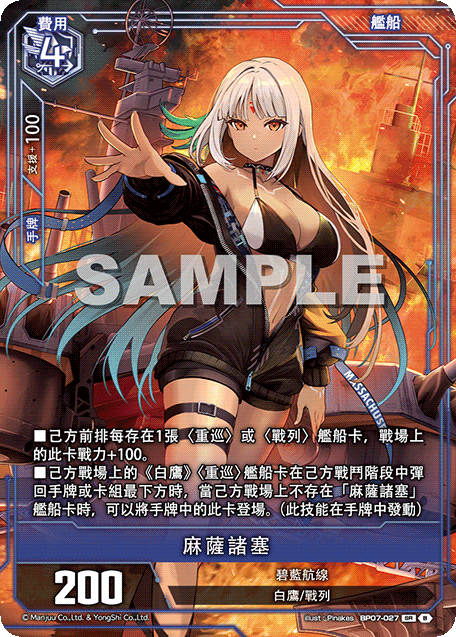 費用
4
艦船
支援+100
手牌
SAMPLE
MASSACHUS
■己方前排每存在1張〈重巡〉或〈戰列〉艦船卡，戰場上
的此卡戰力+100。
■己方戰場上的《白鷹》〈重巡〉艦船卡在己方戰鬥階段中彈
回手牌或卡組最下方時，當己方戰場上不存在「麻薩諸塞」
艦船卡時，可以將手牌中的此卡登場。（此技能在手牌中發動）
麻薩諸塞
200
碧藍航線
白鷹/戰列
© Manjuu Co.,Ltd. & YongShi Co.,Ltd.
illust：Pinakes BP07-027 SR